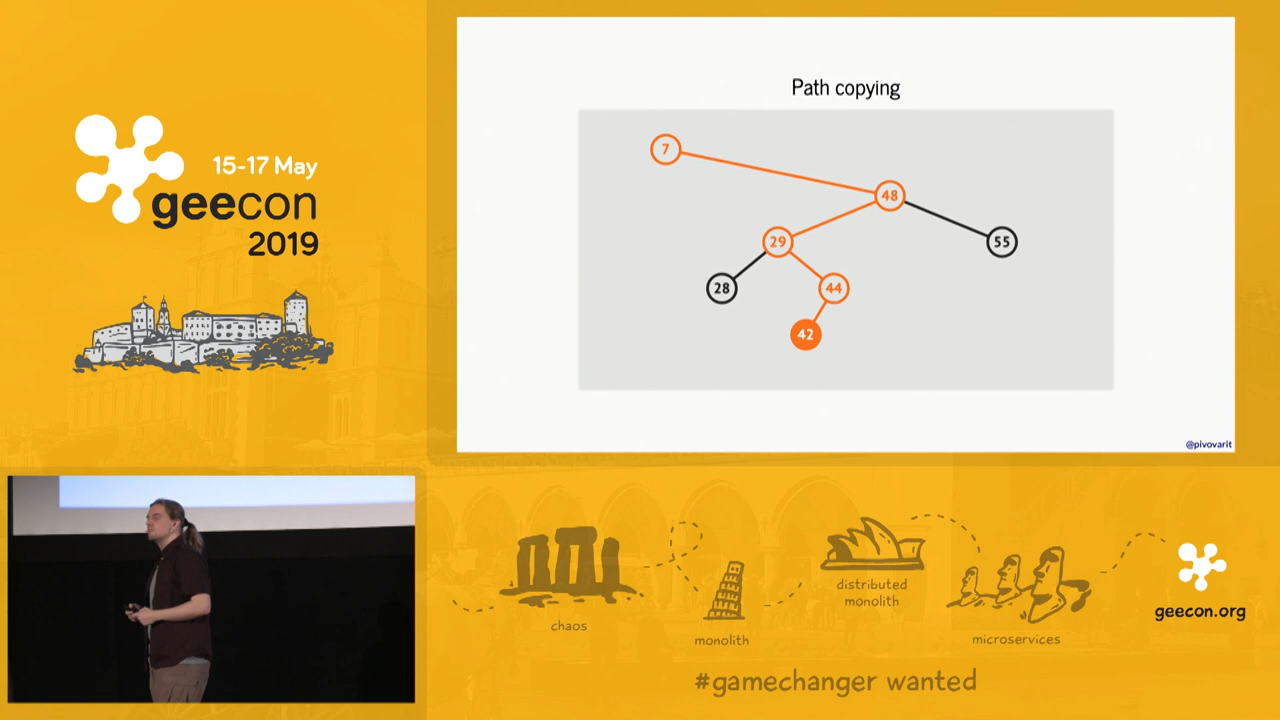 15-17 May
geecon
2019
Path copying
7
48
29
55
28
44
42
@pivovarit
chaos
monolith
distributed
monolith
microservices
geecon.org
#gamechanger wanted